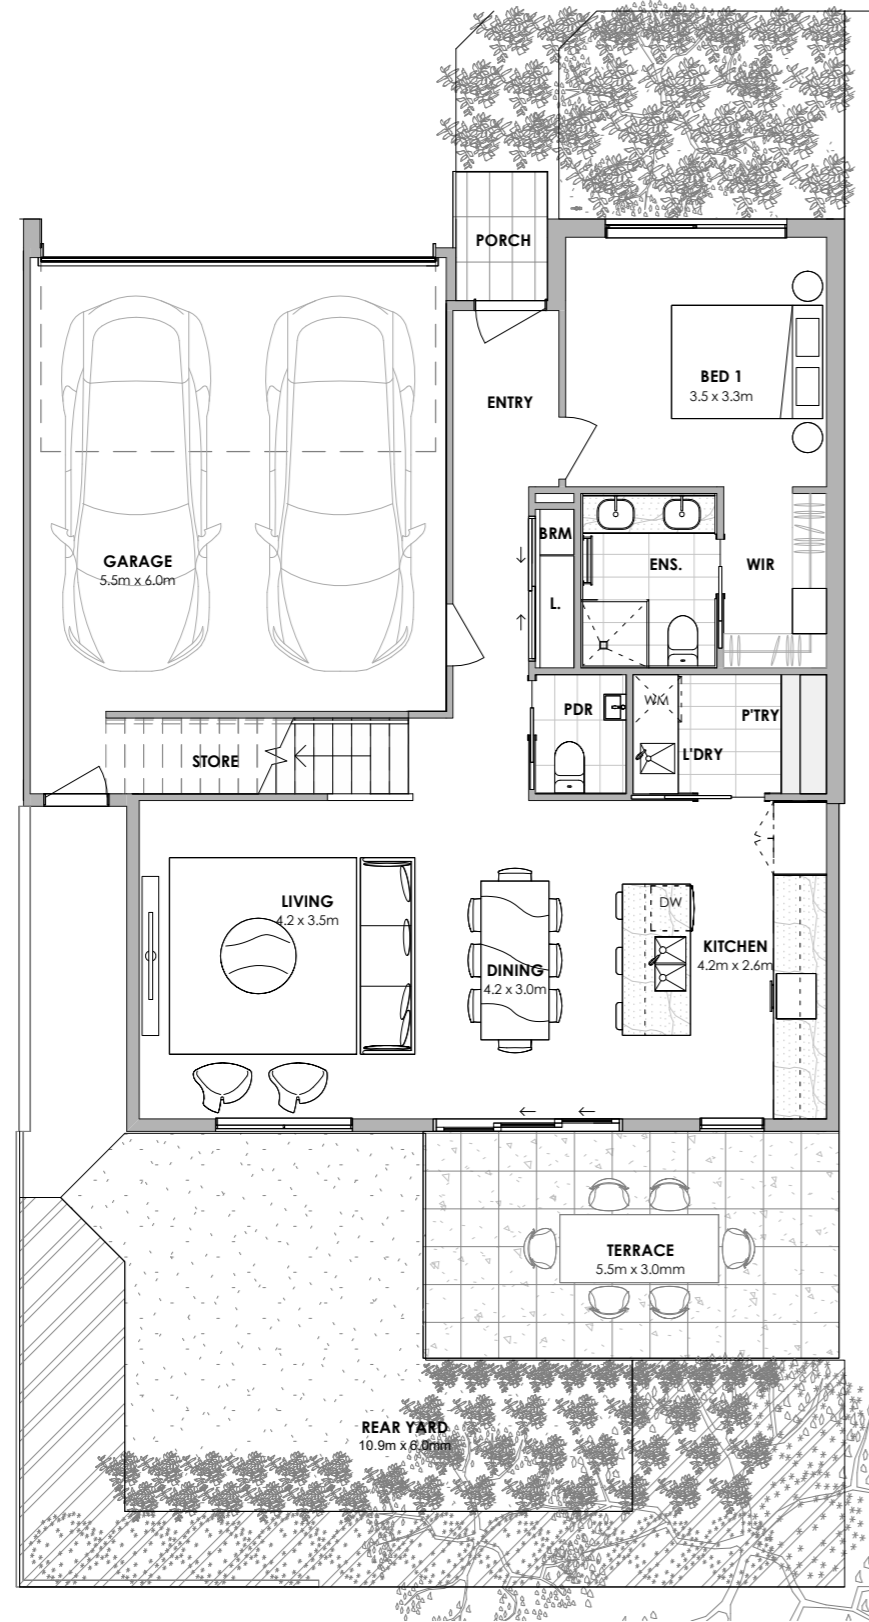 PORCH
BED 1
3.5 x 3.3m
ENTRY
GARAGE
5.5m x 6.0m
BRM
ENS.
WIR
L.
WM
PDR
P'TRY
L'DRY
STORE
LIVING
4.2 x 3.5m
DW
KITCHEN
4.2m x 2.6m
DINING
4.2 x 3.0m
TERRACE
5.5m x 3.0mm
REAR YARD
10.9m x 6.0mm